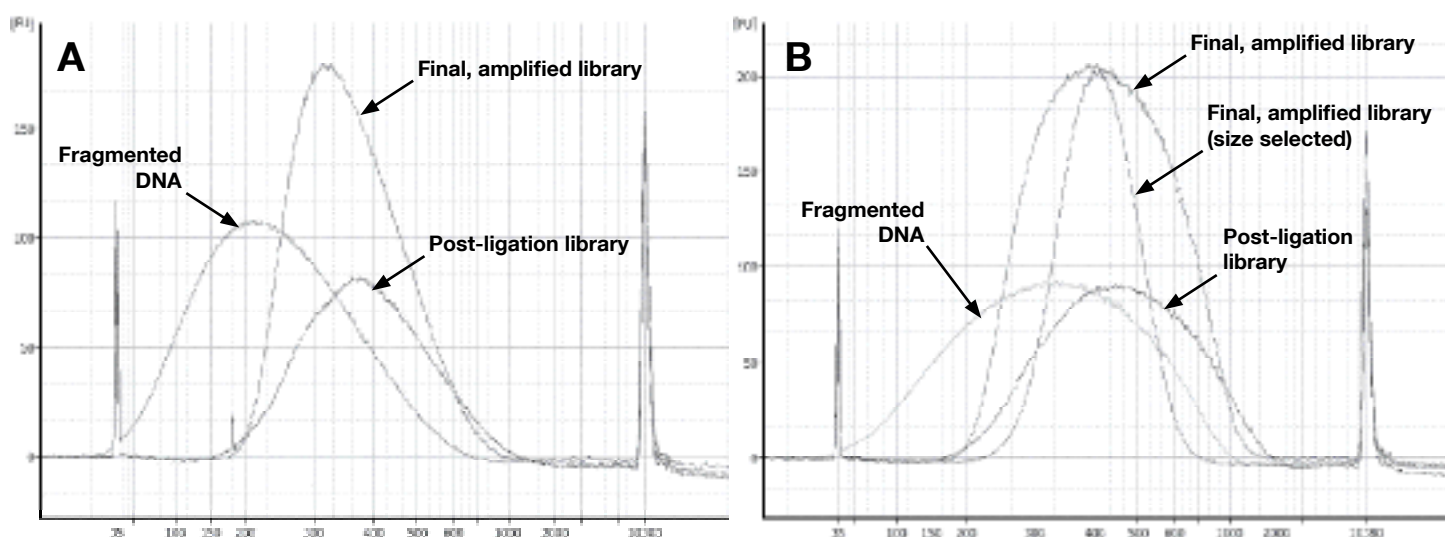 [FU]
A
Final, amplified library
Fragmented
DNA
Post-ligation library
150
100
50
0
35
100
150
200
300
400
500
600
1000
2000
10380
[FU]
B
Final, amplified library
Final, amplified library
(size selected)
Fragmented
DNA
Post-ligation
library
200
150
100
50
0
35
100
150
200
300
400
500
600
1000
2000
10380